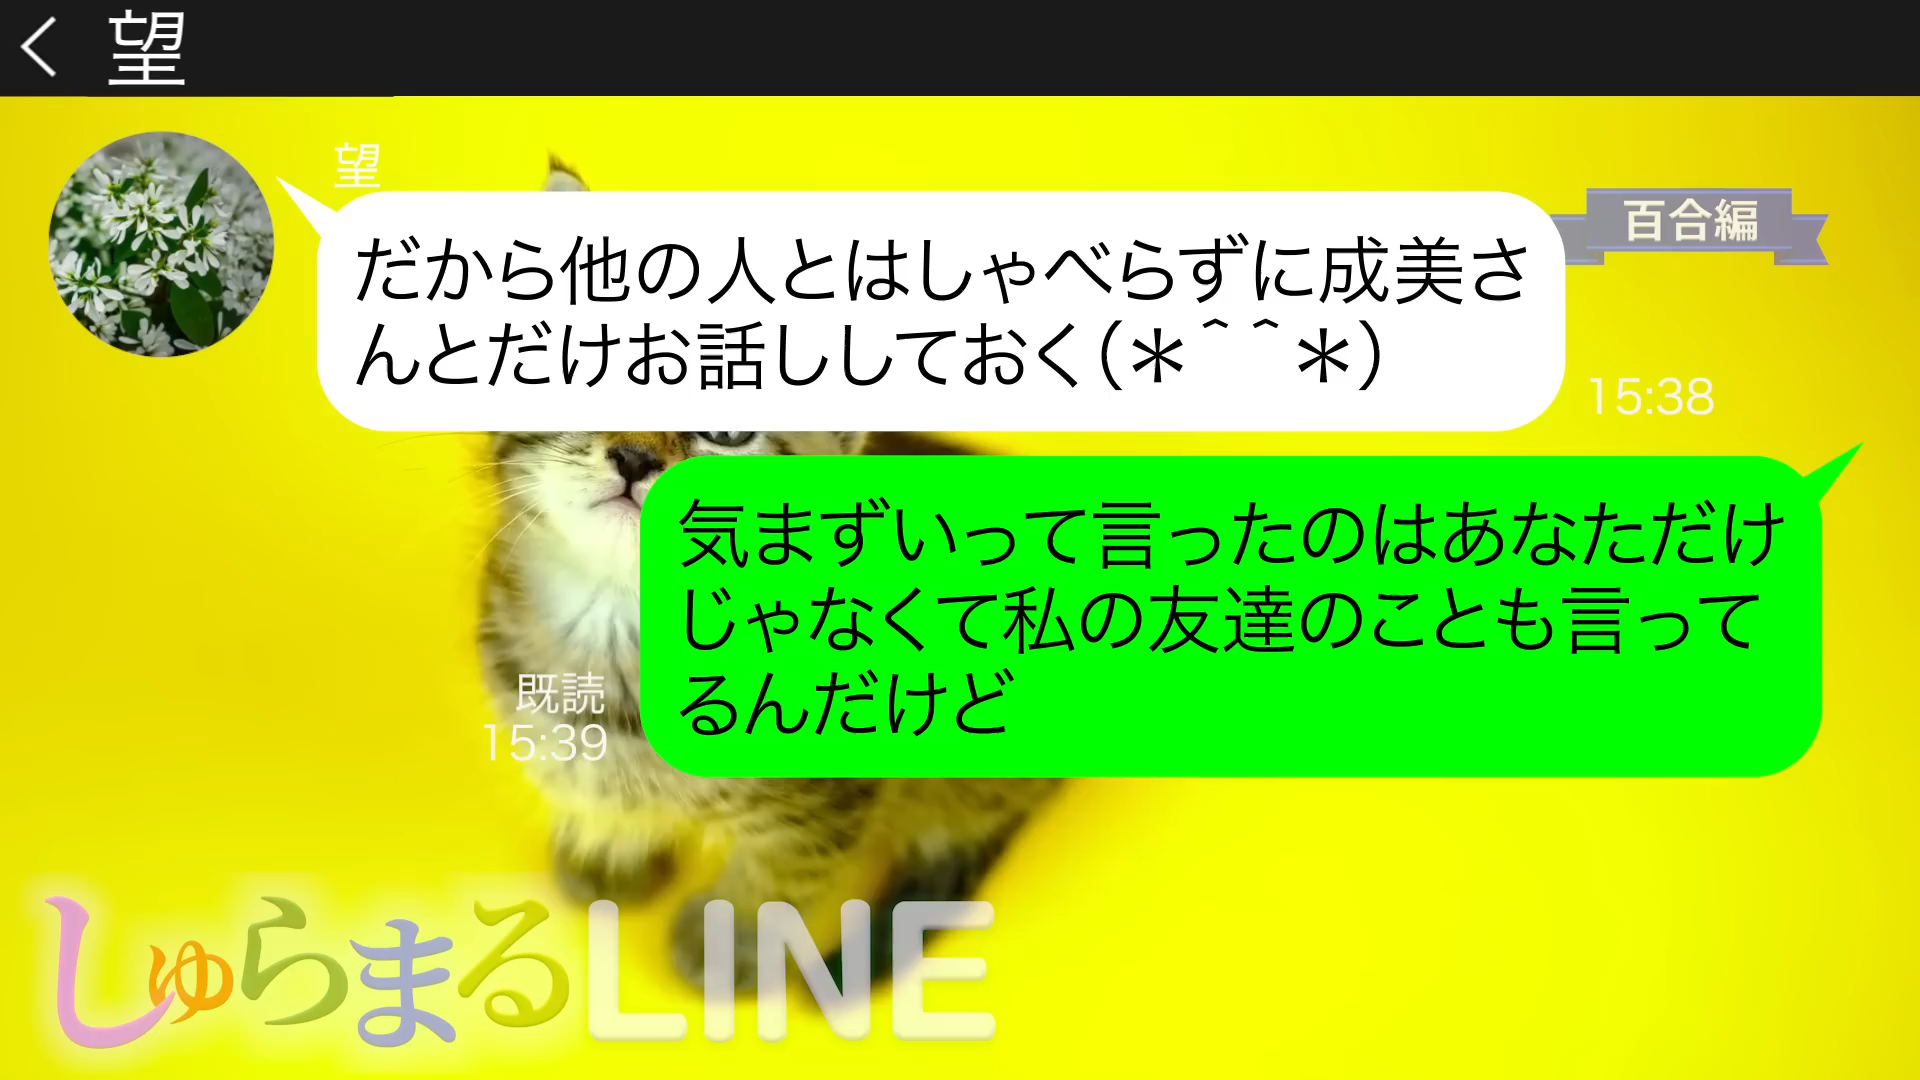 望
望
百合編
だから他の人とはしゃべらずに成美さ
んとだけお話ししておく(＊＾＾＊)
15:38
気まずいって言ったのはあなただけ
じゃなくて私の友達のことも言って
るんだけど
既読
15:39
しゅらまるLINE